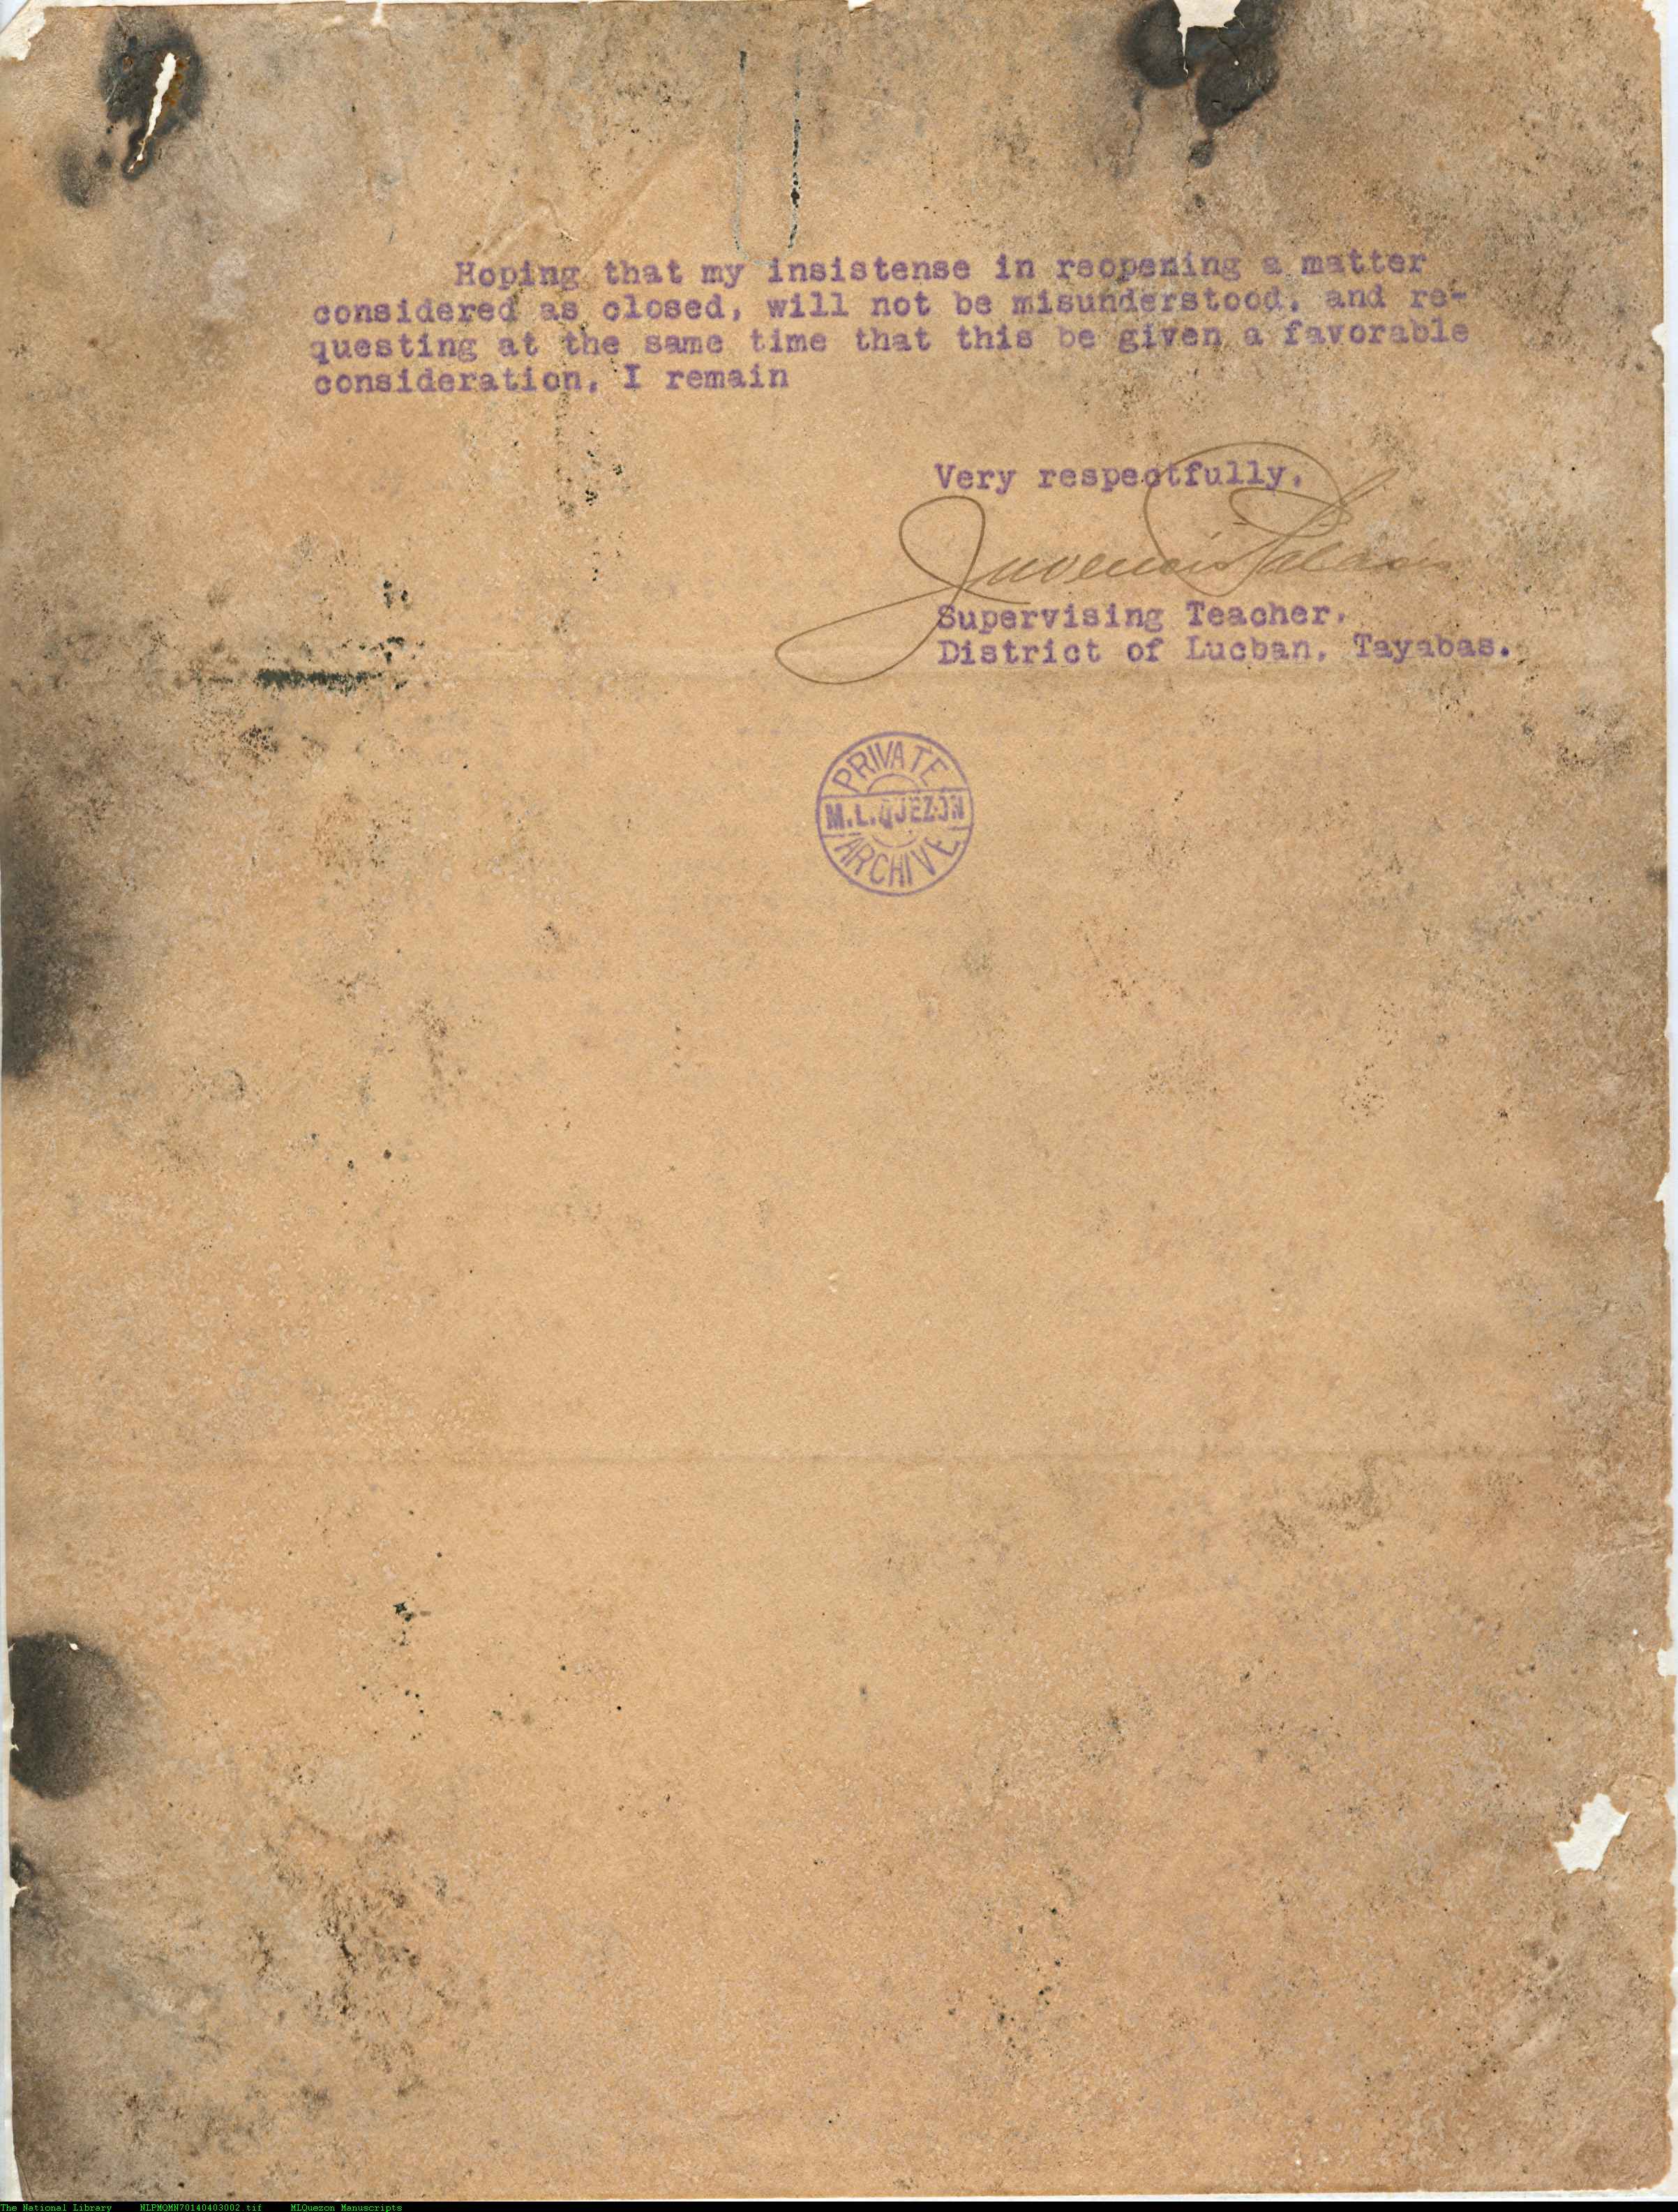 Hoping that my insistense in reopening a matter
considered as closed, will not be misunderstood, and re-
questing at the same time that this be given a favorable
consideration, I remain
Very respectfully,
Supervising Teacher,
District of Lucban, Tayabas.
PRIVATE
M.L.QUEZON
ARCHIVE
The National Library NLPMQMN70140403002.tif MLQuezon Manuscripts